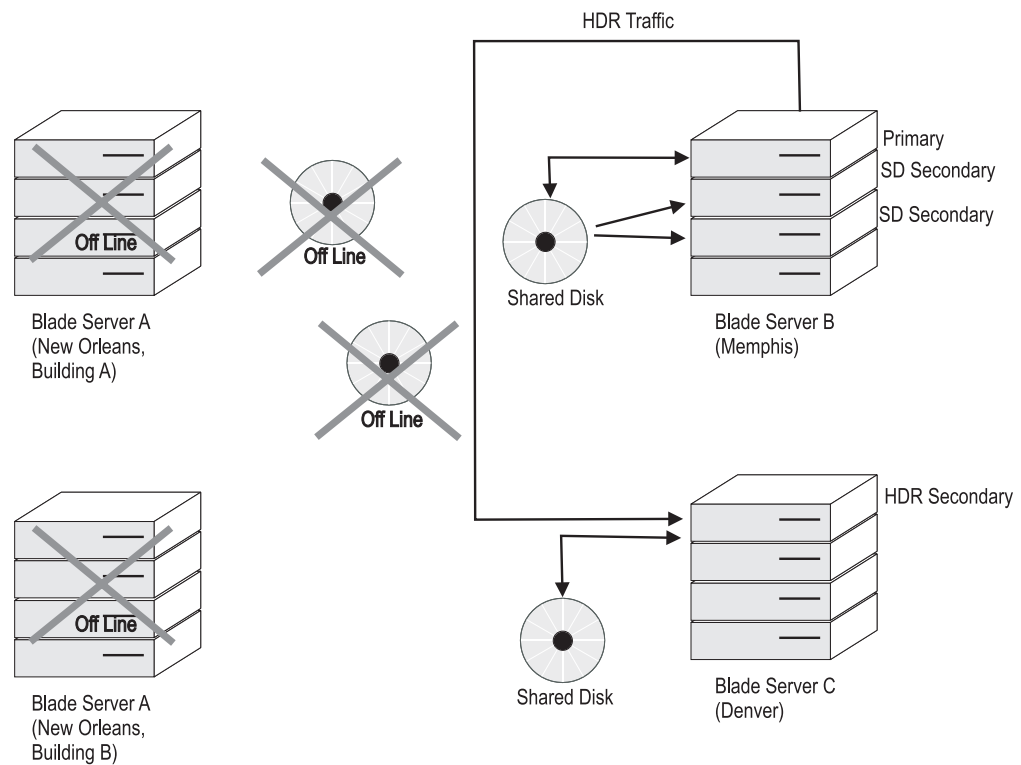 HDR Traffic
Primary
SD Secondary
SD Secondary
Off Line
Off Line
Shared Disk
Blade Server A
(New Orleans,
Building A)
Blade Server B
(Memphis)
Off Line
HDR Secondary
Off Line
Shared Disk
Blade Server A
(New Orleans,
Building B)
Blade Server C
(Denver)